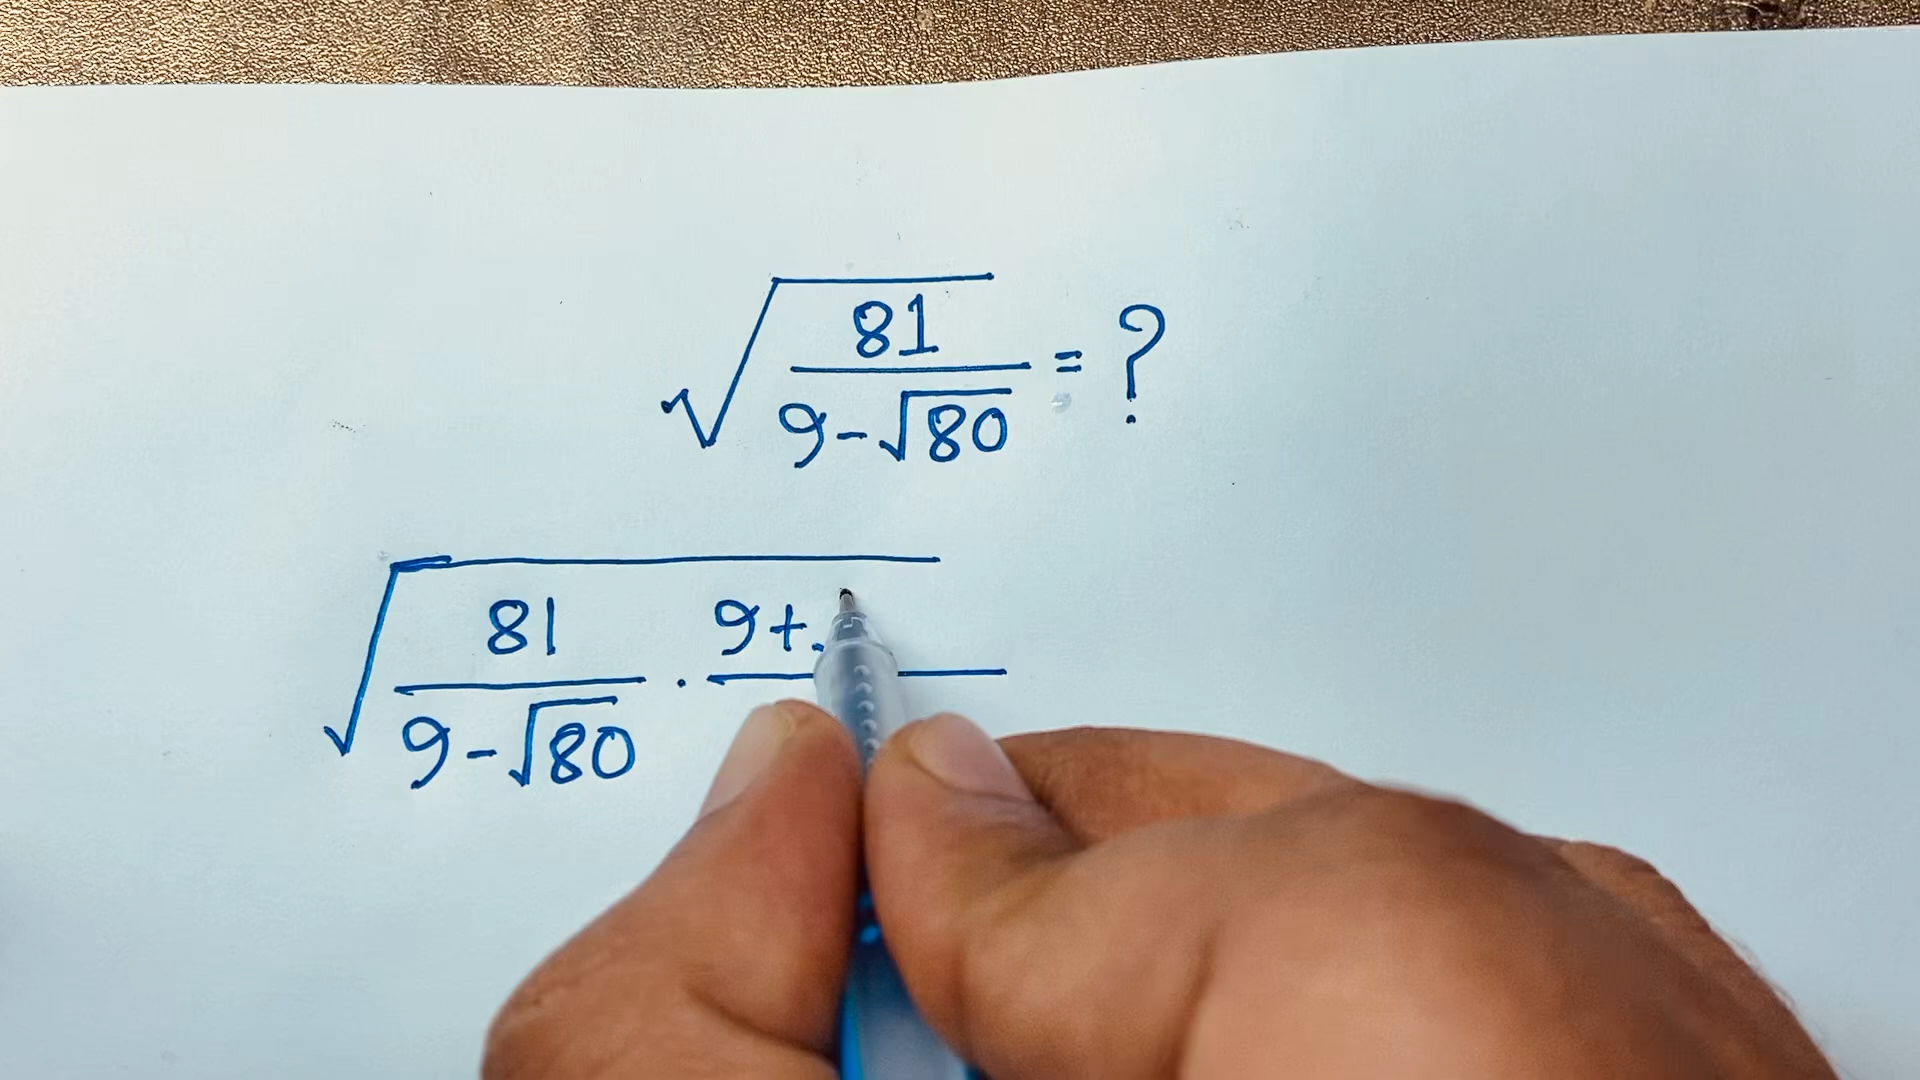 √(81/(9-√80)) = ?
√(81/(9-√80) · (9+